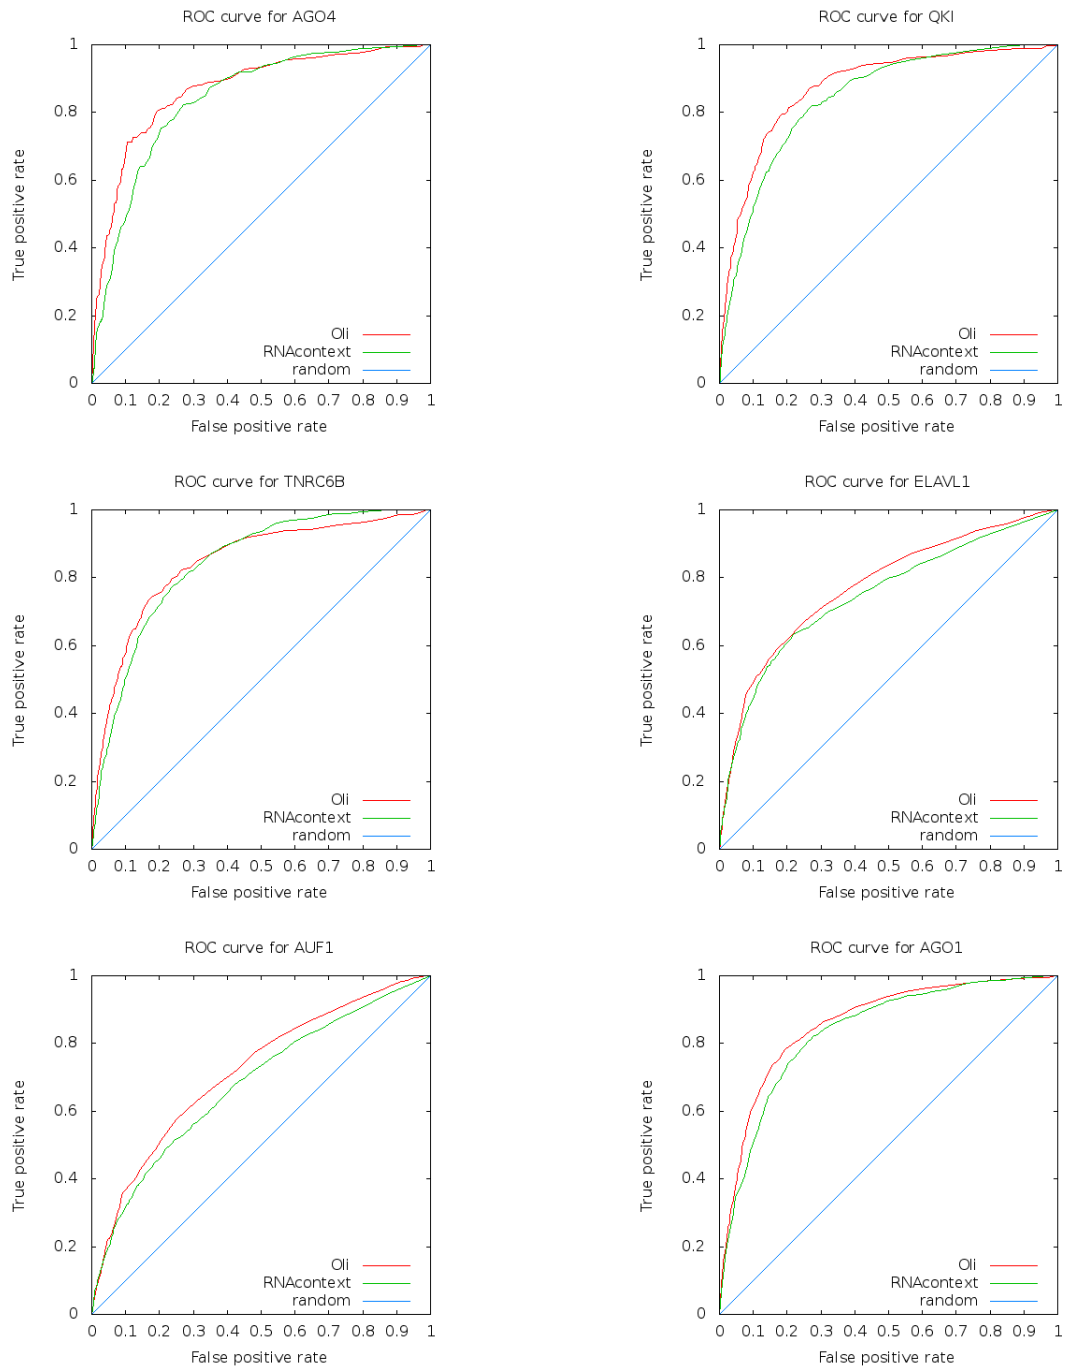 ROC curve for AGO4
1
0.8
0.6
0.4
0.2
0
True positive rate
Oli
RNAcontext
random
0 0.1 0.2 0.3 0.4 0.5 0.6 0.7 0.8 0.9 1
False positive rate
ROC curve for QKI
1
0.8
0.6
0.4
0.2
0
True positive rate
Oli
RNAcontext
random
0 0.1 0.2 0.3 0.4 0.5 0.6 0.7 0.8 0.9 1
False positive rate
ROC curve for TNRC6B
1
0.8
0.6
0.4
0.2
0
True positive rate
Oli
RNAcontext
random
0 0.1 0.2 0.3 0.4 0.5 0.6 0.7 0.8 0.9 1
False positive rate
ROC curve for ELAVL1
1
0.8
0.6
0.4
0.2
0
True positive rate
Oli
RNAcontext
random
0 0.1 0.2 0.3 0.4 0.5 0.6 0.7 0.8 0.9 1
False positive rate
ROC curve for AUF1
1
0.8
0.6
0.4
0.2
0
True positive rate
Oli
RNAcontext
random
0 0.1 0.2 0.3 0.4 0.5 0.6 0.7 0.8 0.9 1
False positive rate
ROC curve for AGO1
1
0.8
0.6
0.4
0.2
0
True positive rate
Oli
RNAcontext
random
0 0.1 0.2 0.3 0.4 0.5 0.6 0.7 0.8 0.9 1
False positive rate